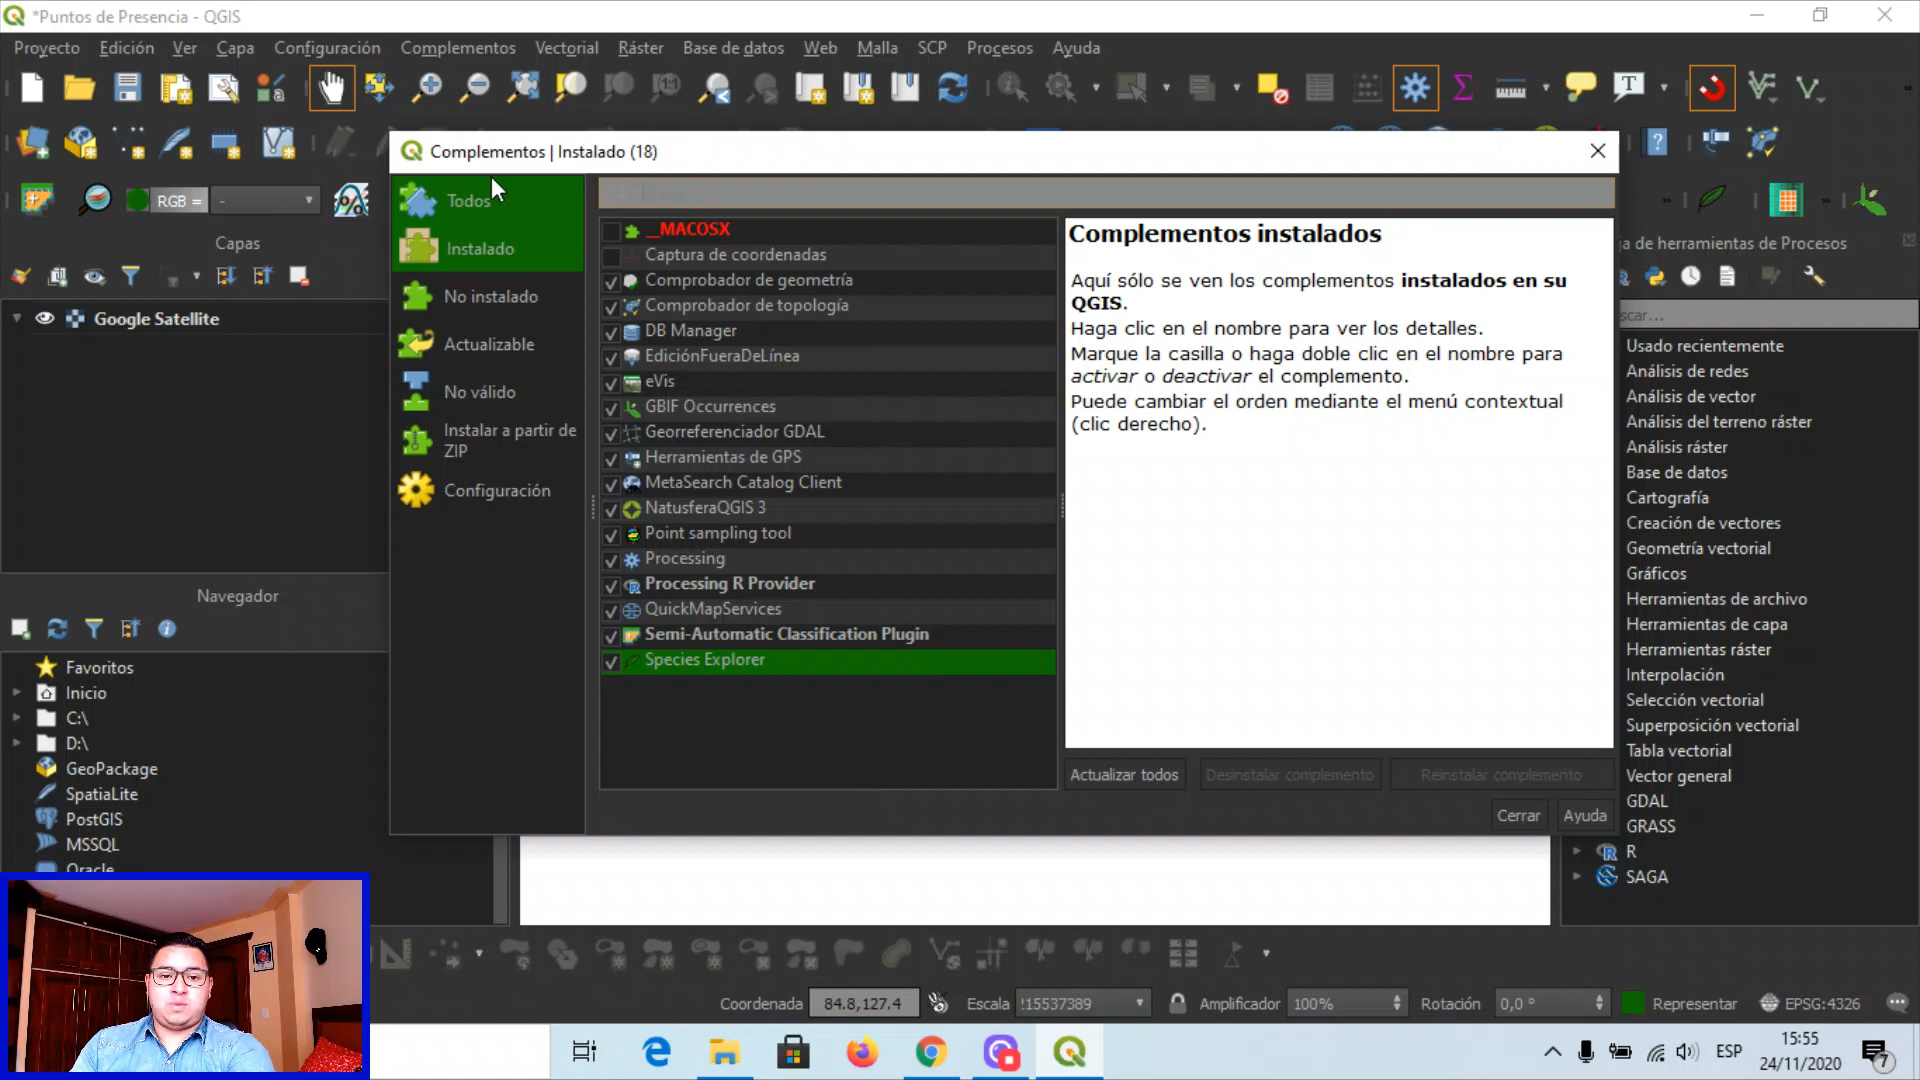 *Puntos de Presencia - QGIS
Proyecto Edición Ver Capa Configuración Complementos Vectorial Ráster Base de datos Web Malla SCP Procesos Ayuda
RGB = -
Complementos | Instalado (18)
Todos
Instalado
No instalado
Actualizable
No válido
Instalar a partir de
ZIP
Configuración
__MACOSX
Captura de coordenadas
Comprobador de geometría
Comprobador de topología
DB Manager
EdiciónFueraDeLínea
eVis
GBIF Occurrences
Georreferenciador GDAL
Herramientas de GPS
MetaSearch Catalog Client
NatusferaQGIS 3
Point sampling tool
Processing
Processing R Provider
QuickMapServices
Semi-Automatic Classification Plugin
Species Explorer
Complementos instalados
Aquí sólo se ven los complementos instalados en su
QGIS.
Haga clic en el nombre para ver los detalles.
Marque la casilla o haga doble clic en el nombre para
activar o deactivar el complemento.
Puede cambiar el orden mediante el menú contextual
(clic derecho).
Actualizar todos Desinstalar complemento Reinstalar complemento
Cerrar Ayuda
Capas
Google Satellite
Navegador
Favoritos
Inicio
C:\
D:\
GeoPackage
SpatiaLite
PostGIS
MSSQL
Oracle
de herramientas de Procesos
Usado recientemente
Análisis de redes
Análisis de vector
Análisis del terreno ráster
Análisis ráster
Base de datos
Cartografía
Creación de vectores
Geometría vectorial
Gráficos
Herramientas de archivo
Herramientas de capa
Herramientas ráster
Interpolación
Selección vectorial
Superposición vectorial
Tabla vectorial
Vector general
GDAL
GRASS
R
SAGA
Coordenada 84.8,127.4 Escala !15537389 Amplificador 100% Rotación 0,0 ° Representar EPSG:4326
ESP
15:55
24/11/2020
7